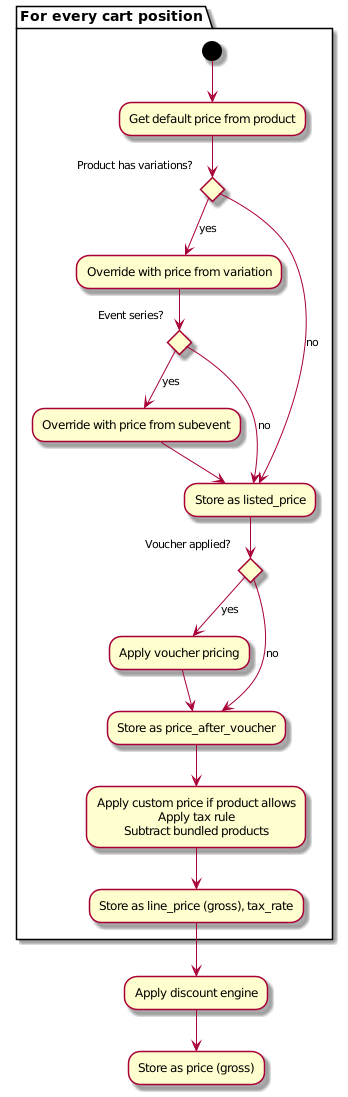 For every cart position
Get default price from product
Product has variations?
yes
Override with price from variation
Event series?
no
yes
Override with price from subevent
no
Store as listed_price
Voucher applied?
yes
Apply voucher pricing
no
Store as price_after_voucher
Apply custom price if product allows
Apply tax rule
Subtract bundled products
Store as line_price (gross), tax_rate
Apply discount engine
Store as price (gross)